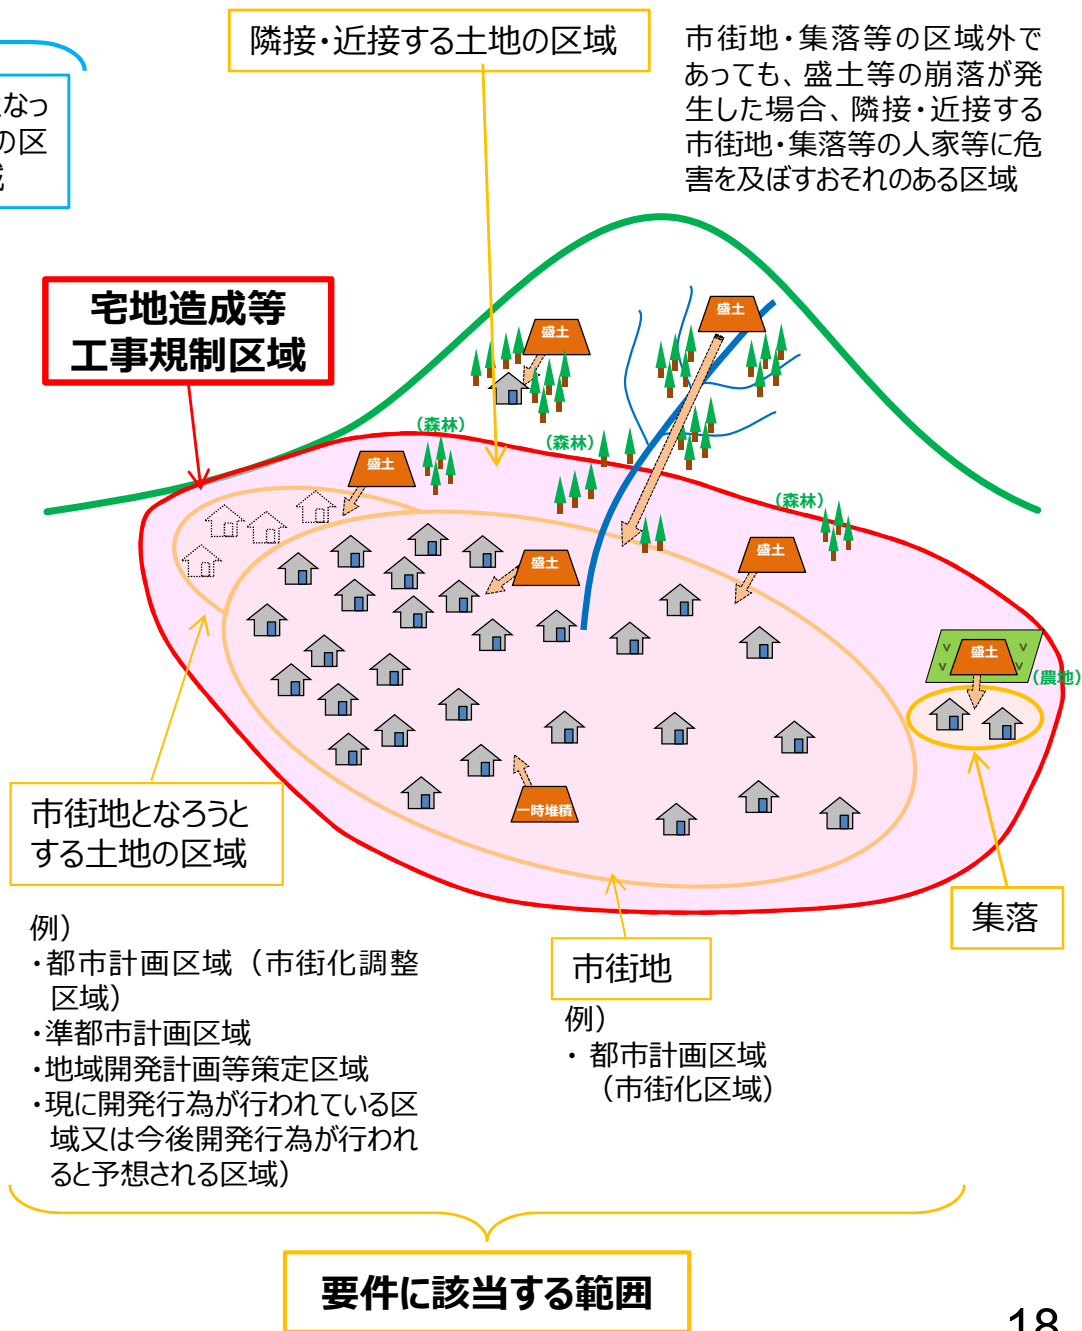 隣接・近接する土地の区域
市街地・集落等の区域外で
あっても、盛土等の崩落が発
生した場合、隣接・近接する
市街地・集落等の人家等に危
害を及ぼすおそれのある区域
なっ
の区
宅地造成等
工事規制区域
盛土
盛土
(森林)
(森林)
盛土
(森林)
盛土
盛土
盛土
(農地)
一時堆積
市街地となろうと
する土地の区域
集落
市街地
例)
・都市計画区域(市街化調整
区域)
・準都市計画区域
・地域開発計画等策定区域
・現に開発行為が行われている区
域又は今後開発行為が行われ
ると予想される区域)
例)
・ 都市計画区域
(市街化区域)
要件に該当する範囲
18